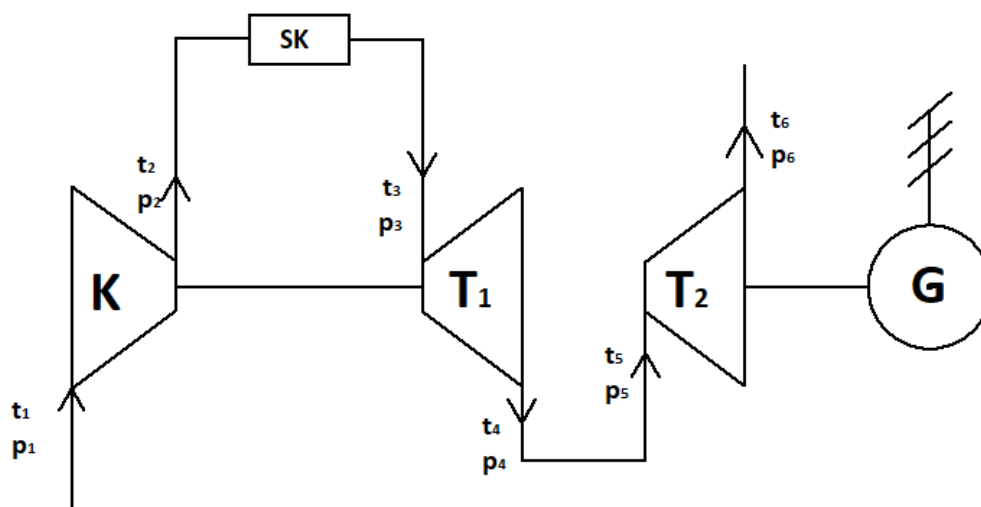 SK
t₂
p₂
t₃
p₃
t₆
p₆
K
T₁
T₂
G
t₁
p₁
t₄
p₄
t₅
p₅